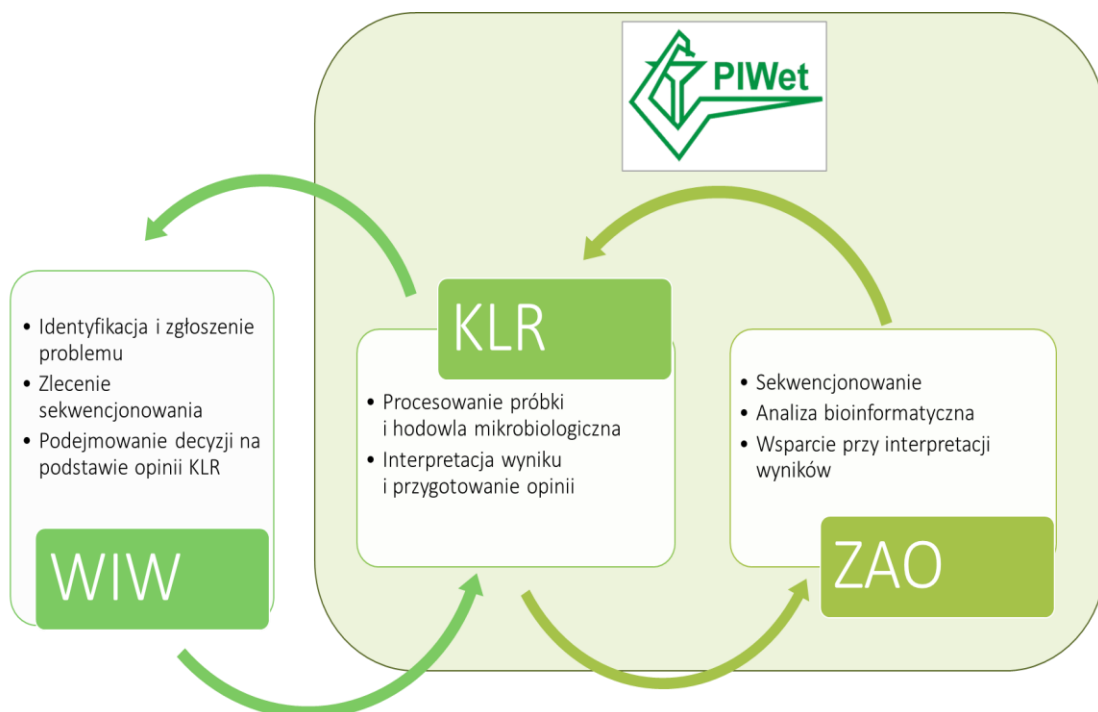 PIWet
• Identyfikacja i zgłoszenie
problemu
• Zlecenie
sekwencjonowania
• Podejmowanie decyzji na
podstawie opinii KLR
WIW
KLR
• Procesowanie próbki
i hodowla mikrobiologiczna
• Interpretacja wyniku
i przygotowanie opinii
• Sekwencjonowanie
• Analiza bioinformatyczna
• Wsparcie przy interpretacji
wyników
ZAO